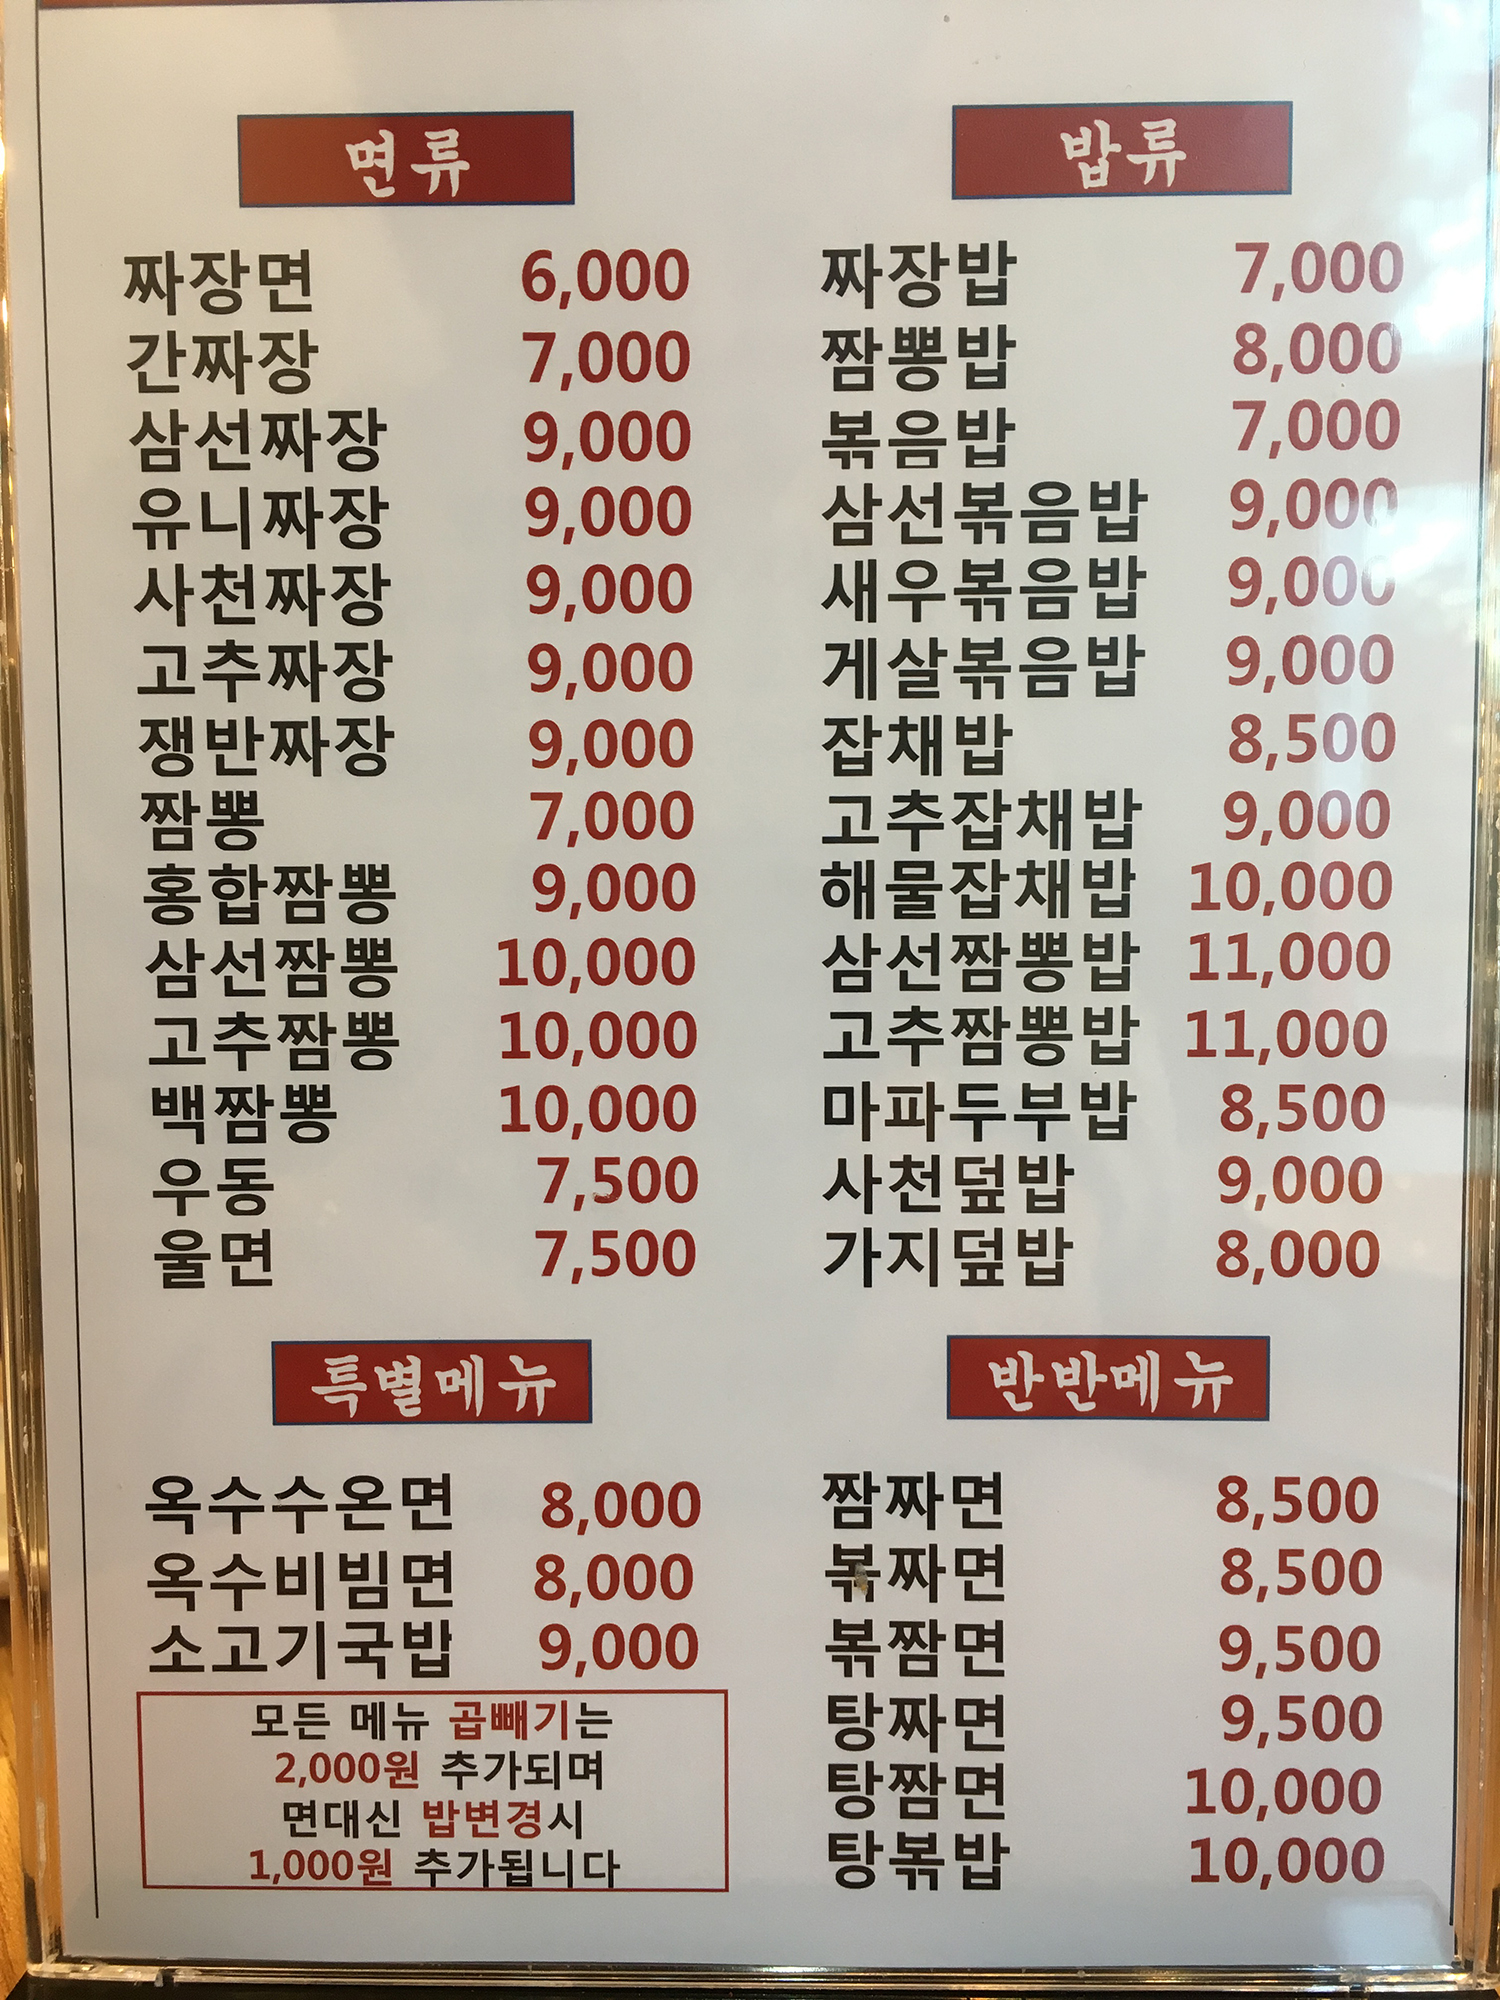 면류
짜장면 6,000
간짜장 7,000
삼선짜장 9,000
유니짜장 9,000
사천짜장 9,000
고추짜장 9,000
쟁반짜장 9,000
짬뽕 7,000
홍합짬뽕 9,000
삼선짬뽕 10,000
고추짬뽕 10,000
백짬뽕 10,000
우동 7,500
울면 7,500
밥류
짜장밥 7,000
짬뽕밥 8,000
볶음밥 7,000
삼선볶음밥 9,000
새우볶음밥 9,000
게살볶음밥 9,000
잡채밥 8,500
고추잡채밥 9,000
해물잡채밥 10,000
삼선짬뽕밥 11,000
고추짬뽕밥 11,000
마파두부밥 8,500
사천덮밥 9,000
가지덮밥 8,000
특별메뉴
옥수수온면 8,000
옥수비빔면 8,000
소고기국밥 9,000
모든 메뉴 곱빼기는
2,000원 추가되며
면대신 밥변경시
1,000원 추가됩니다
반반메뉴
짬짜면 8,500
볶짜면 8,500
볶짬면 9,500
탕짜면 9,500
탕짬면 10,000
탕볶밥 10,000